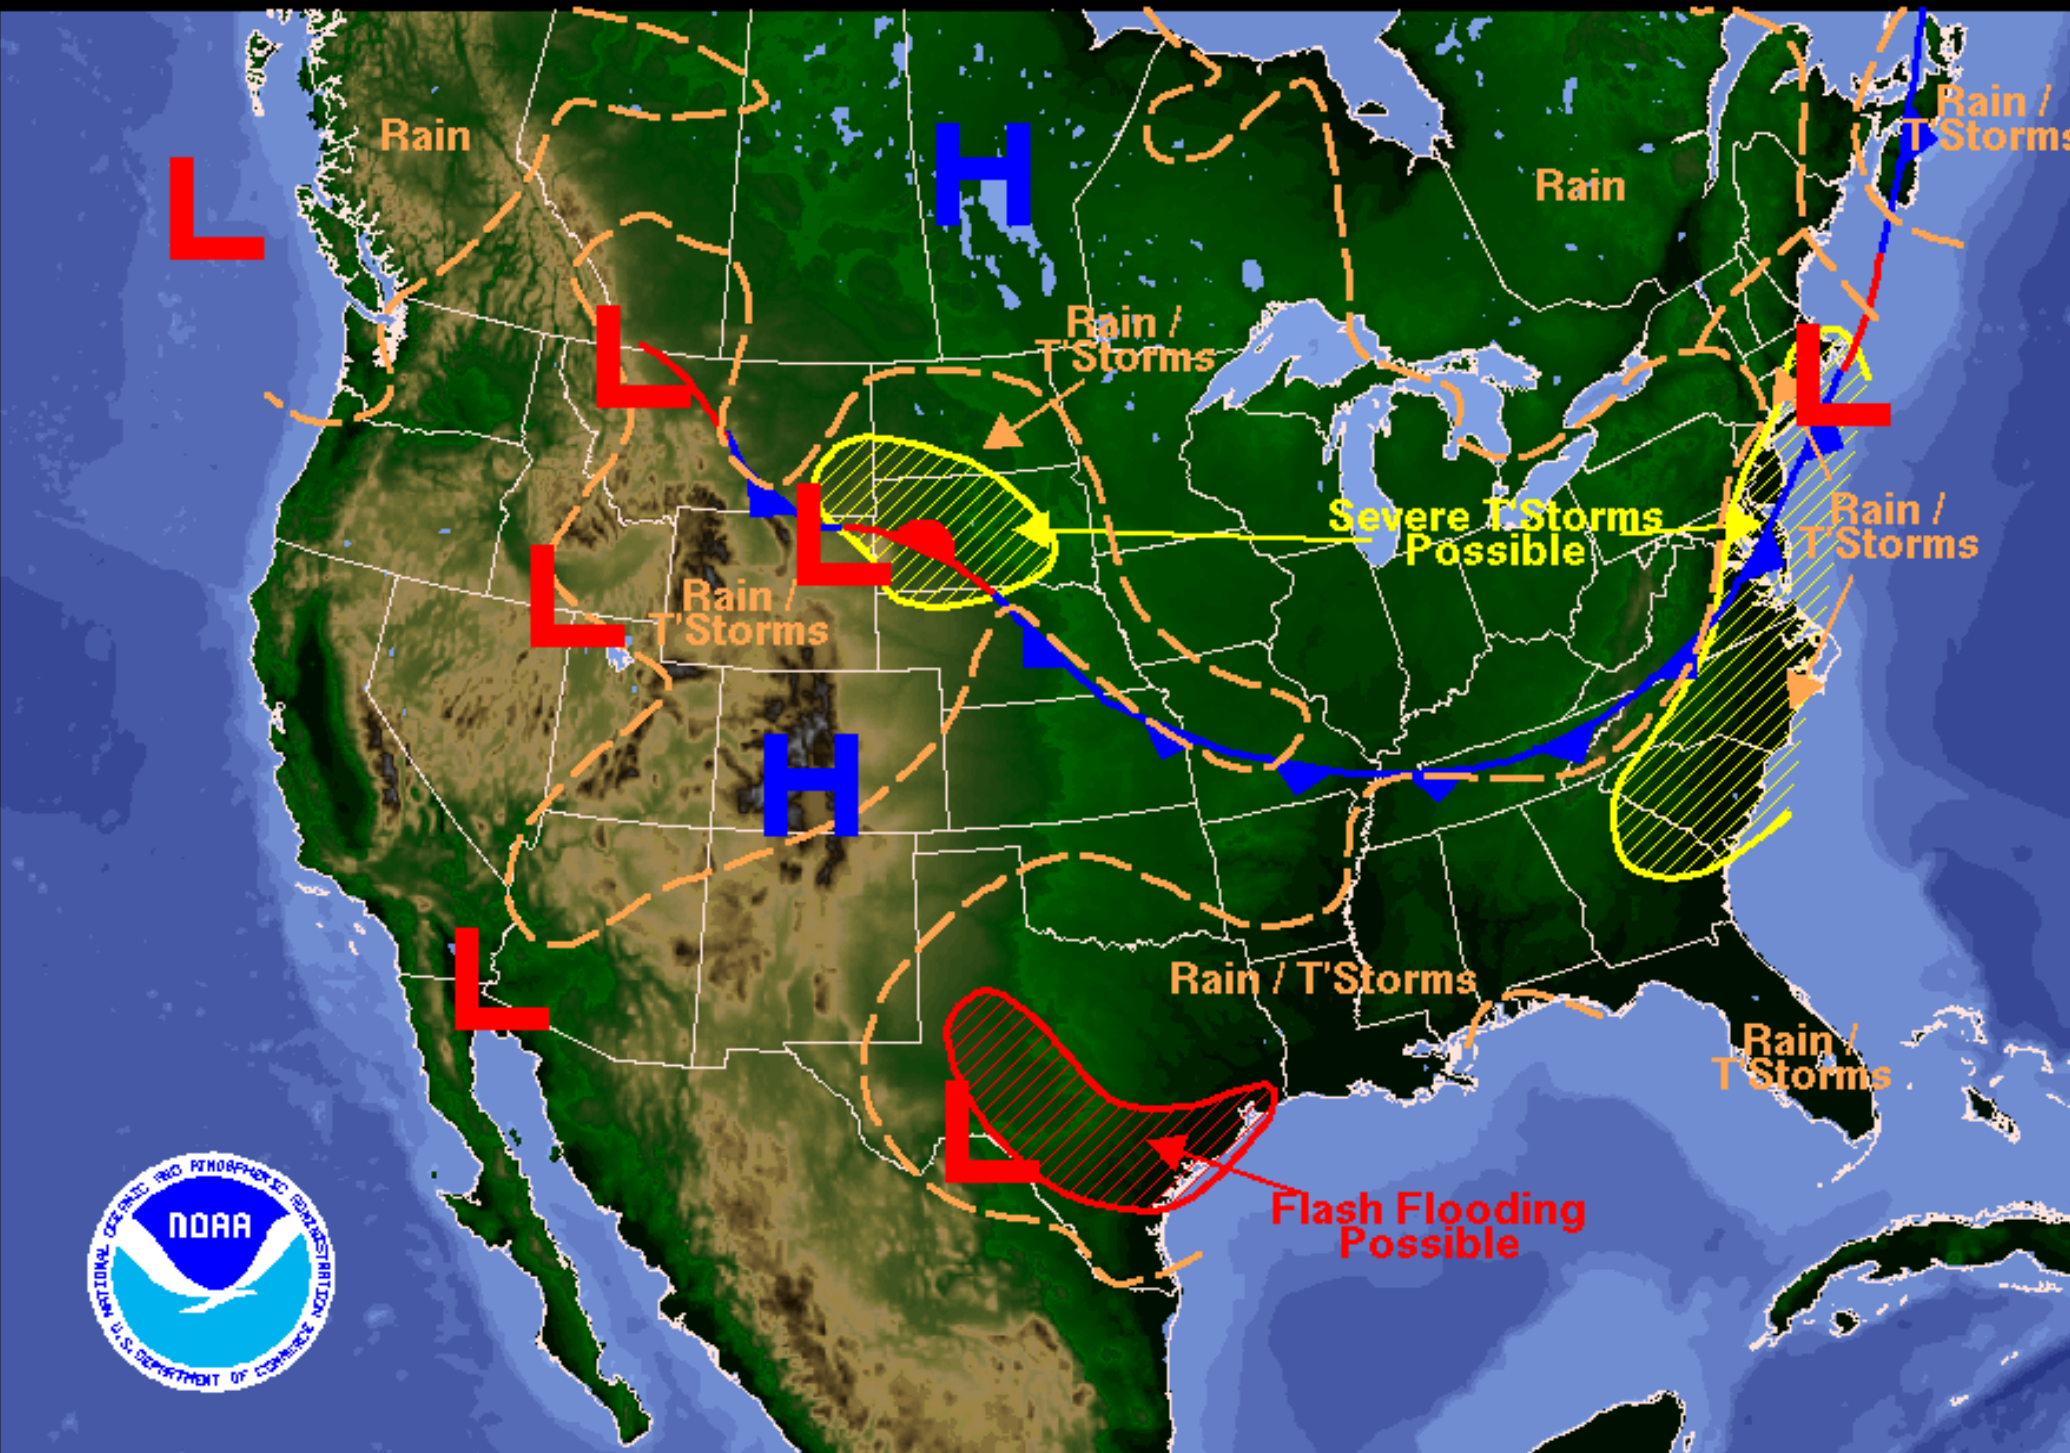 Rain /
T'Storms
Rain
L
H
Rain
L
Rain /
T'Storms
L
L
Severe T'Storms
Possible
Rain /
T'Storms
L
Rain /
T'Storms
H
L
Rain / T'Storms
Rain /
T'Storms
L
Flash Flooding
Possible
NATIONAL OCEANIC AND ATMOSPHERIC ADMINISTRATION
NOAA
U.S. DEPARTMENT OF COMMERCE
L